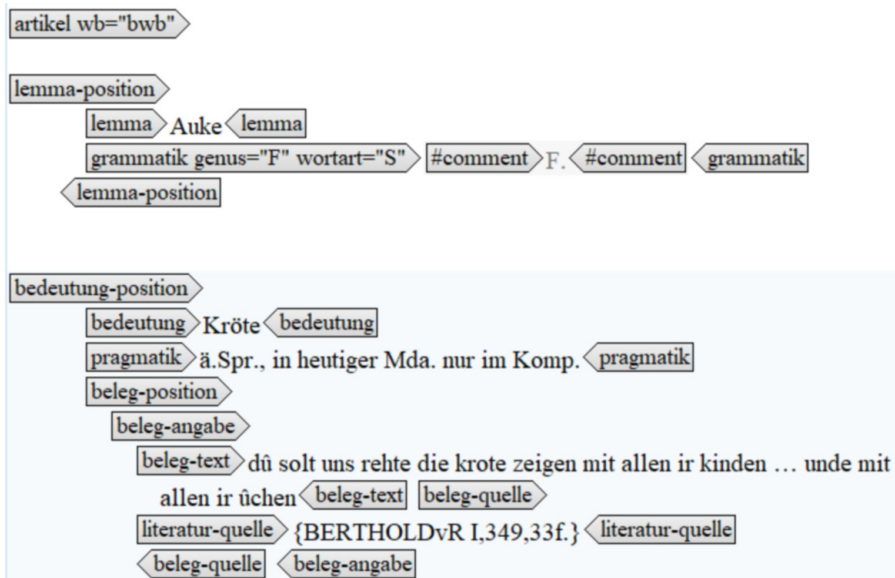 artikel wb="bwb"
lemma-position
lemma Auke lemma
grammatik genus="F" wortart="S" #comment F. #comment grammatik
lemma-position
bedeutung-position
bedeutung Kröte bedeutung
pragmatik ä.Spr., in heutiger Mda. nur im Komp. pragmatik
beleg-position
beleg-angabe
beleg-text dû solt uns rehte die krote zeigen mit allen ir kinden … unde mit
allen ir ûchen beleg-text beleg-quelle
literatur-quelle {BERTHOLDvR I,349,33f.} literatur-quelle
beleg-quelle beleg-angabe